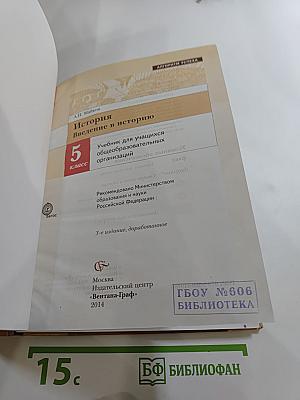 АЛГОРИТМ УСПЕХА
История
Введение в историю
5
класс
Учебник для учащихся
общеобразовательных
организаций
Рекомендовано Министерством
образования и науки
Российской Федерации
3-е издание, доработанное
Москва
Издательский центр
«Вентана-Граф»
2014
ГБОУ №606
БИБЛИОТЕКА
15с
БФ БИБЛИОФАН